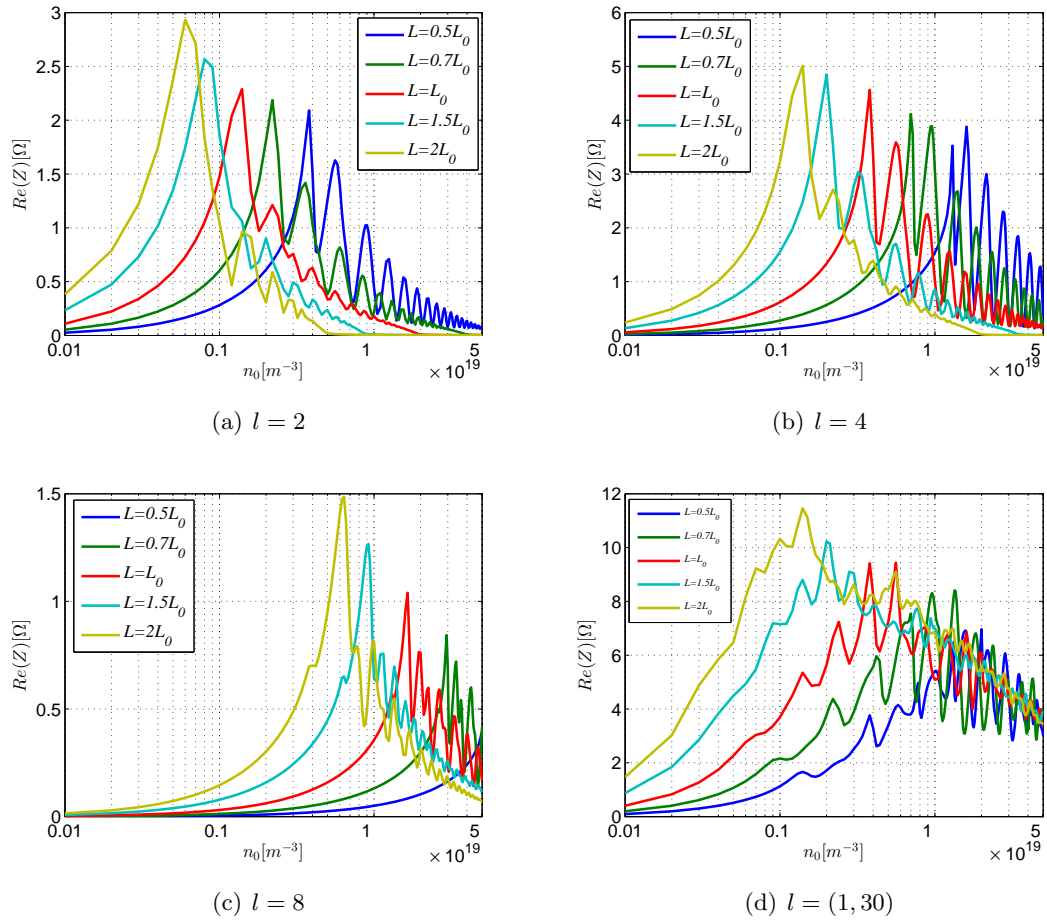 3
2.5
2
1.5
1
0.5
0
Re(Z)[Ω]
L=0.5L0
L=0.7L0
L=L0
L=1.5L0
L=2L0
0.01
0.1
1
5
n0[m−3]
× 10^19
(a) l = 2
6
5
4
3
2
1
0
Re(Z)[Ω]
L=0.5L0
L=0.7L0
L=L0
L=1.5L0
L=2L0
0.01
0.1
1
5
n0[m−3]
× 10^19
(b) l = 4
1.5
1
0.5
0
Re(Z)[Ω]
L=0.5L0
L=0.7L0
L=L0
L=1.5L0
L=2L0
0.01
0.1
1
5
n0[m−3]
× 10^19
(c) l = 8
12
10
8
6
4
2
0
Re(Z)[Ω]
L=0.5L0
L=0.7L0
L=L0
L=1.5L0
L=2L0
0.01
0.1
1
5
n0[m−3]
× 10^19
(d) l = (1, 30)